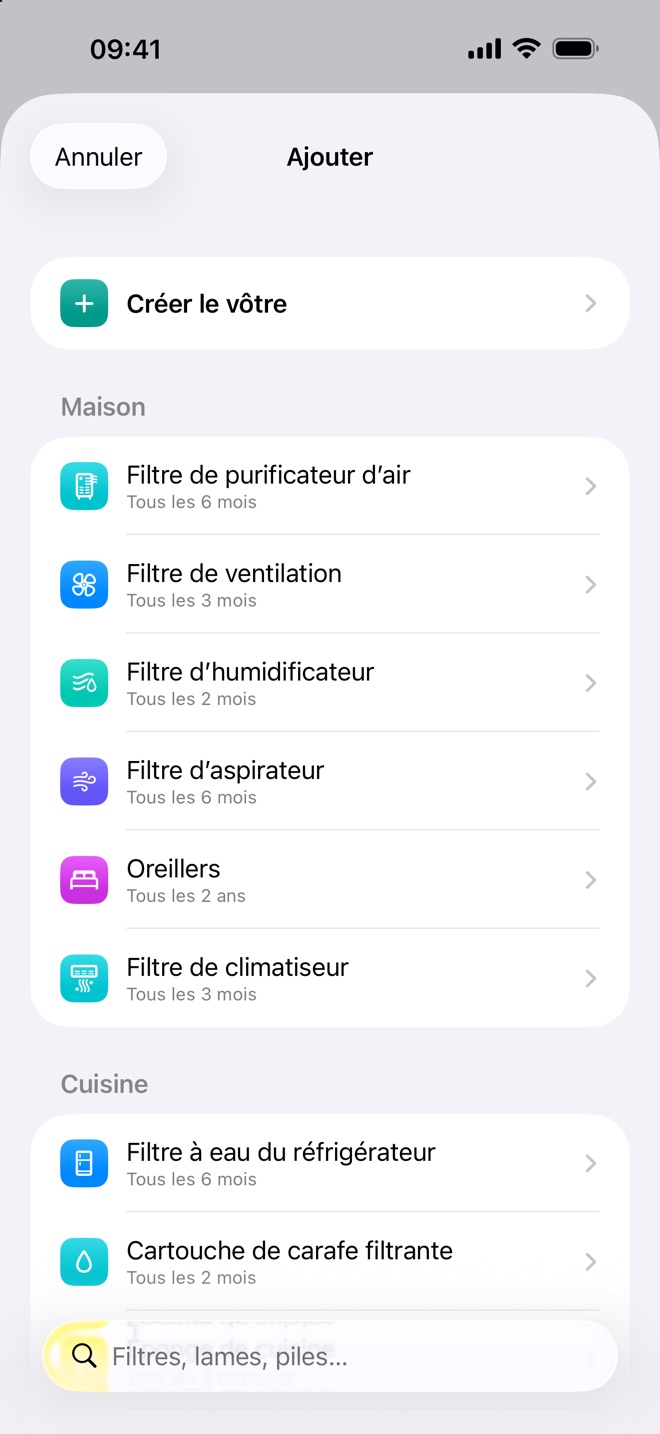 09:41
Annuler
Ajouter
Créer le vôtre
Maison
Filtre de purificateur d’air
Tous les 6 mois
Filtre de ventilation
Tous les 3 mois
Filtre d’humidificateur
Tous les 2 mois
Filtre d’aspirateur
Tous les 6 mois
Oreillers
Tous les 2 ans
Filtre de climatiseur
Tous les 3 mois
Cuisine
Filtre à eau du réfrigérateur
Tous les 6 mois
Cartouche de carafe filtrante
Tous les 2 mois
Filtres, lames, piles…